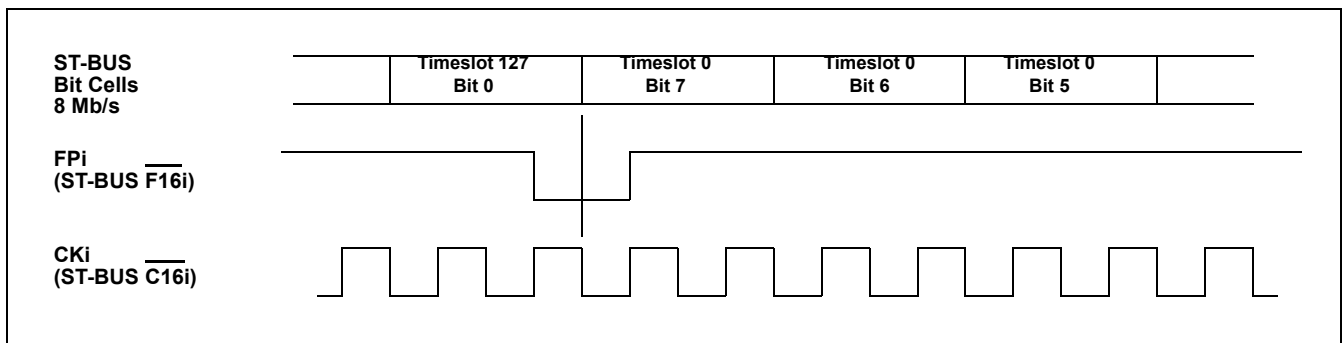 ST-BUS
Bit Cells
8 Mb/s
Timeslot 127
Bit 0
Timeslot 0
Bit 7
Timeslot 0
Bit 6
Timeslot 0
Bit 5
FPi
(ST-BUS F16i)
CKi
(ST-BUS C16i)